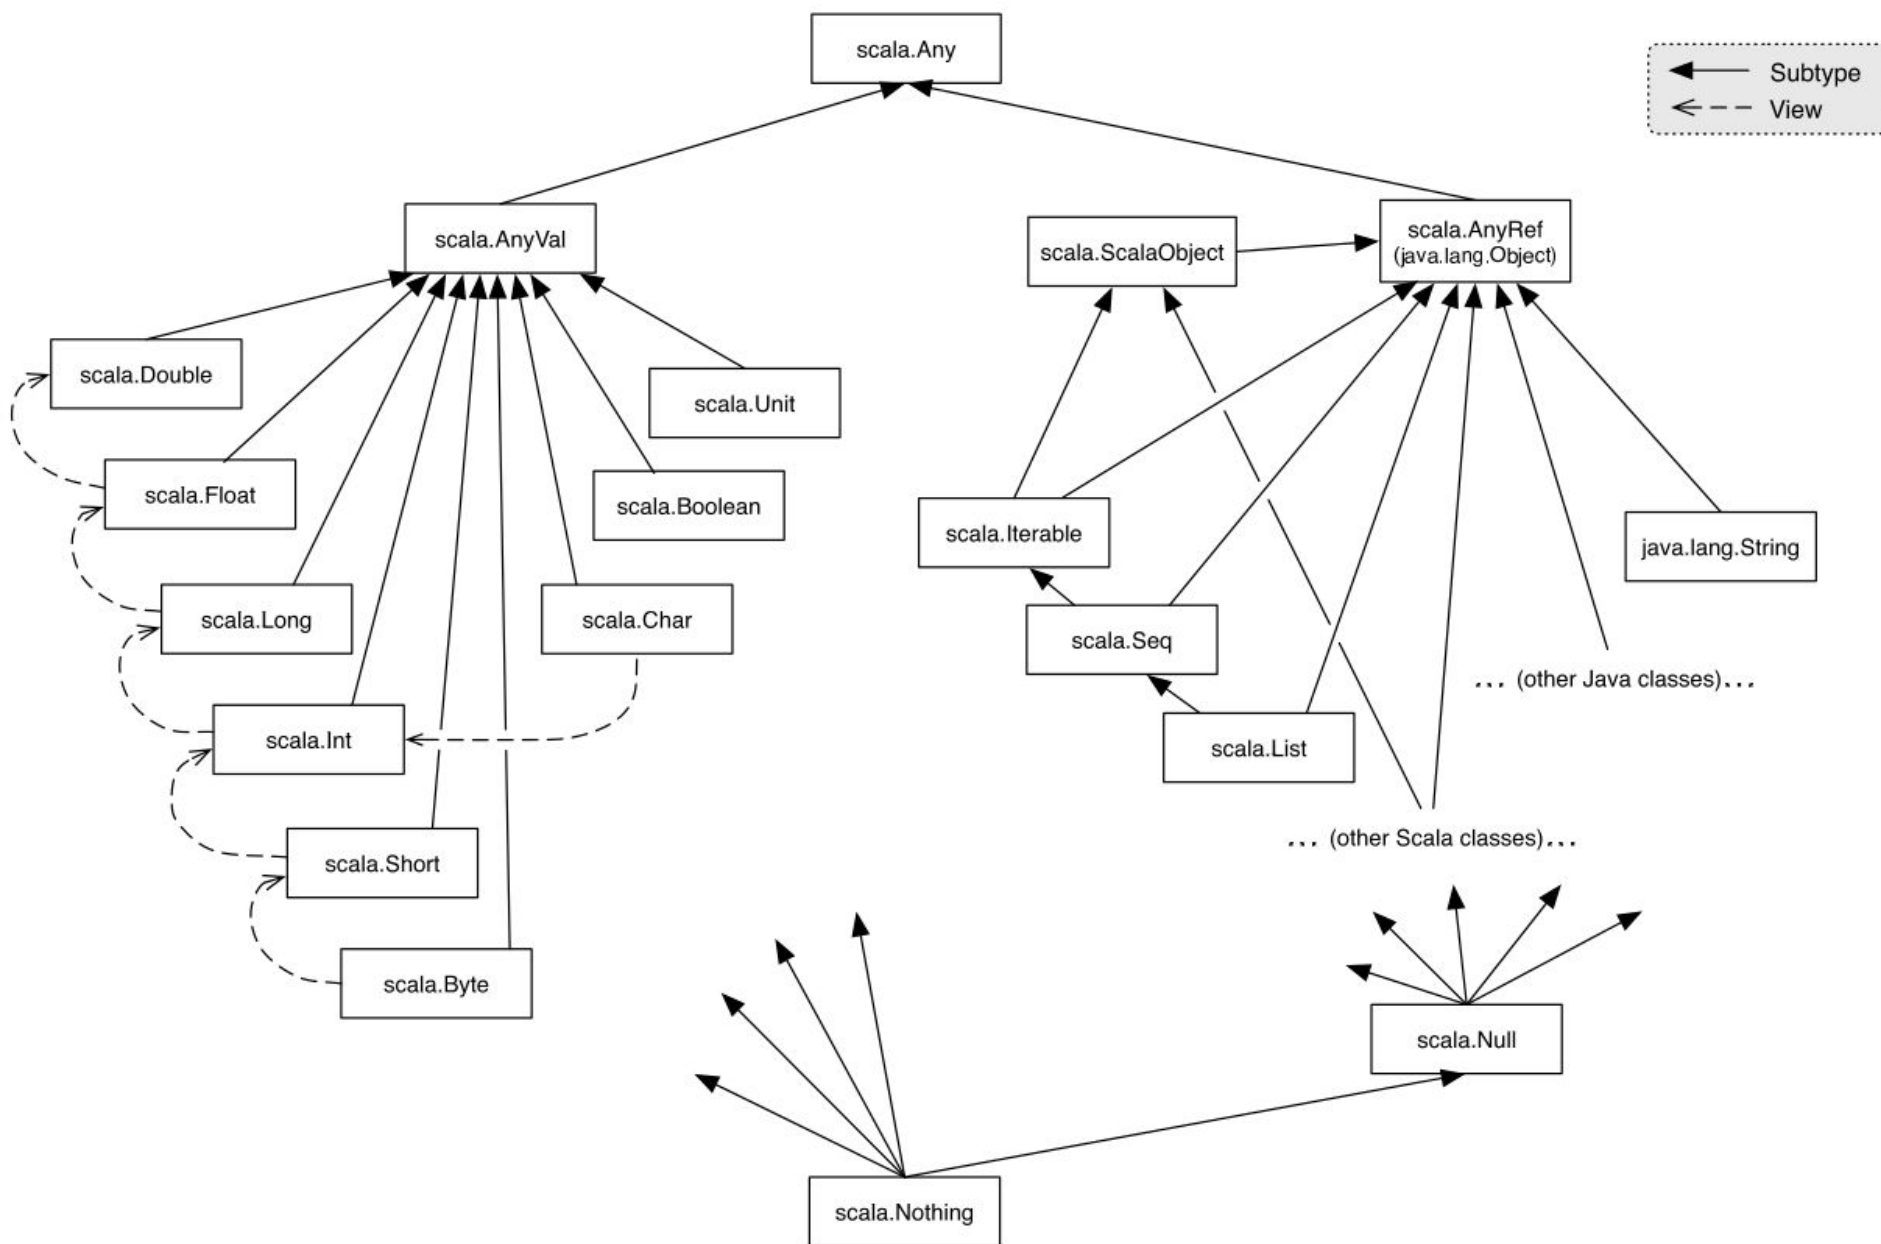 scala.Any
Subtype
View
scala.AnyVal
scala.ScalaObject
scala.AnyRef
(java.lang.Object)
scala.Double
scala.Unit
scala.Float
scala.Boolean
scala.Iterable
java.lang.String
scala.Long
scala.Char
scala.Seq
... (other Java classes)...
scala.Int
scala.List
... (other Scala classes)...
scala.Short
scala.Byte
scala.Null
scala.Nothing